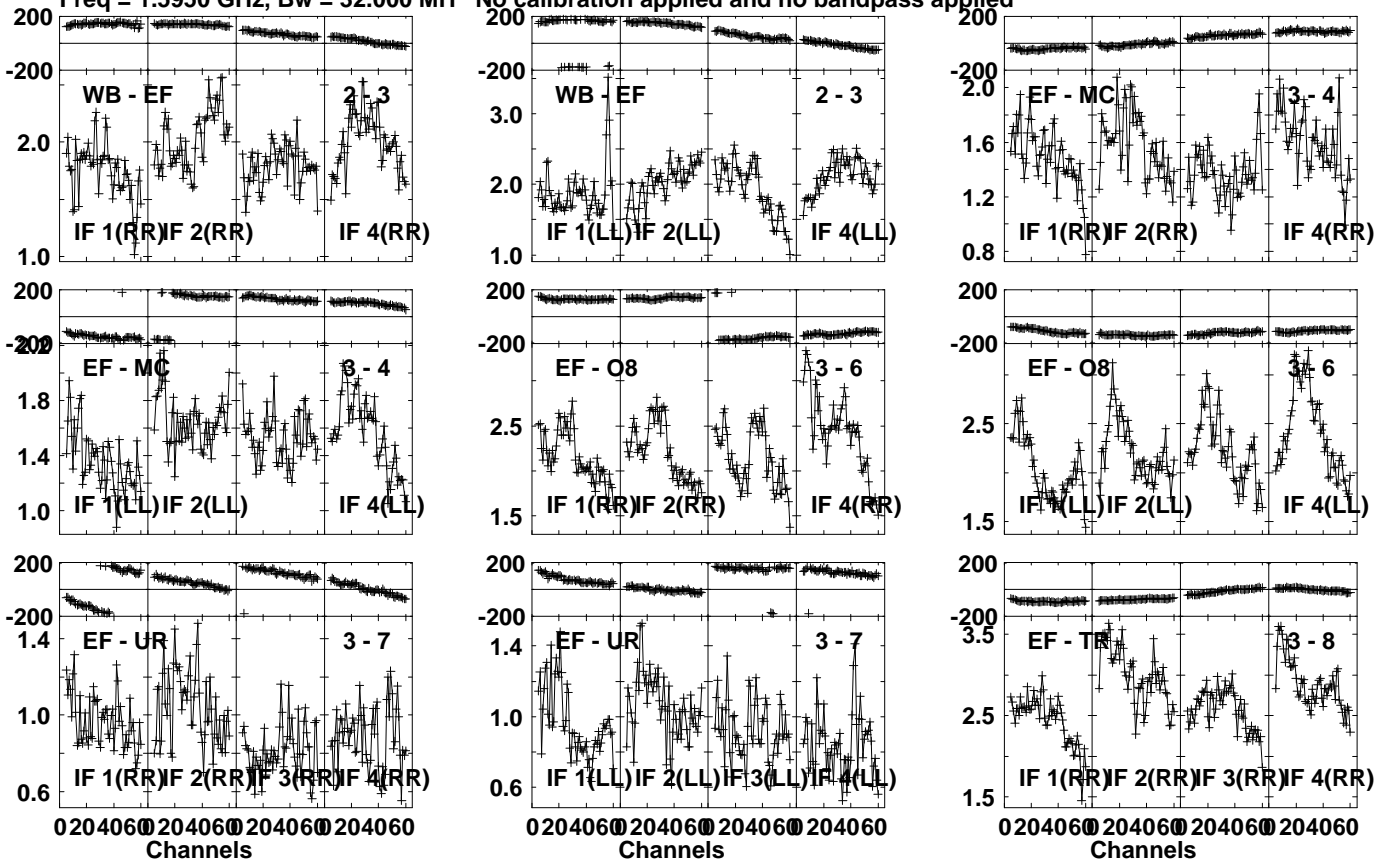 Freq = 1.5950 GHz, Bw = 32.000 MH No calibration applied and no bandpass applied
200
-200
WB - EF 2 - 3
2.0
1.0
IF 1(RR) IF 2(RR) IF 4(RR)
200
-200
WB - EF 2 - 3
3.0
2.0
1.0
IF 1(LL) IF 2(LL) IF 4(LL)
200
-200
EF - MC 3 - 4
2.0
1.6
1.2
0.8
IF 1(RR) IF 2(RR) IF 4(RR)
200
-200
2.2
EF - MC 3 - 4
1.8
1.4
1.0
IF 1(LL) IF 2(LL) IF 4(LL)
200
-200
EF - O8 3 - 6
2.5
1.5
IF 1(RR) IF 2(RR) IF 4(RR)
200
-200
EF - O8 3 - 6
2.5
1.5
IF 1(LL) IF 2(LL) IF 4(LL)
200
-200
EF - UR 3 - 7
1.4
1.0
0.6
IF 1(RR) IF 2(RR) IF 3(RR) IF 4(RR)
0 20 40 60 0 20 40 60 0 20 40 60 0 20 40 60
Channels
200
-200
EF - UR 3 - 7
1.4
1.0
0.6
IF 1(LL) IF 2(LL) IF 3(LL) IF 4(LL)
0 20 40 60 0 20 40 60 0 20 40 60 0 20 40 60
Channels
200
-200
EF - TR 3 - 8
3.5
2.5
1.5
IF 1(RR) IF 2(RR) IF 3(RR) IF 4(RR)
0 20 40 60 0 20 40 60 0 20 40 60 0 20 40 60
Channels